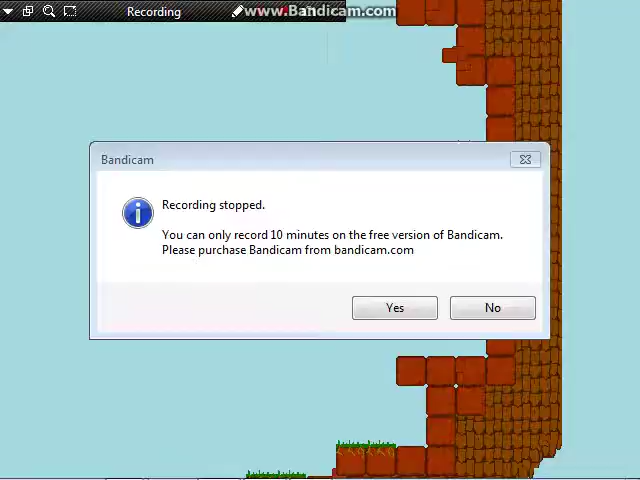 Recording
www.Bandicam.com
Bandicam
Recording stopped.
You can only record 10 minutes on the free version of Bandicam.
Please purchase Bandicam from bandicam.com
Yes
No